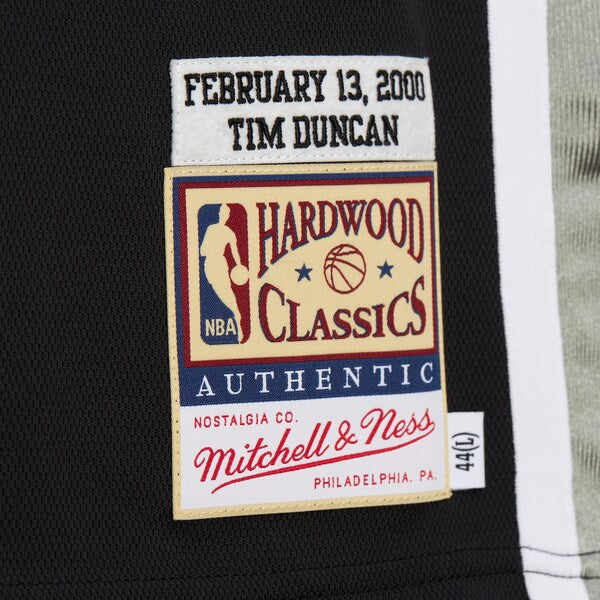 FEBRUARY 13, 2000
TIM DUNCAN
HARDWOOD
CLASSICS
NBA
AUTHENTIC
NOSTALGIA CO.
Mitchell & Ness
PHILADELPHIA, PA.
44(L)